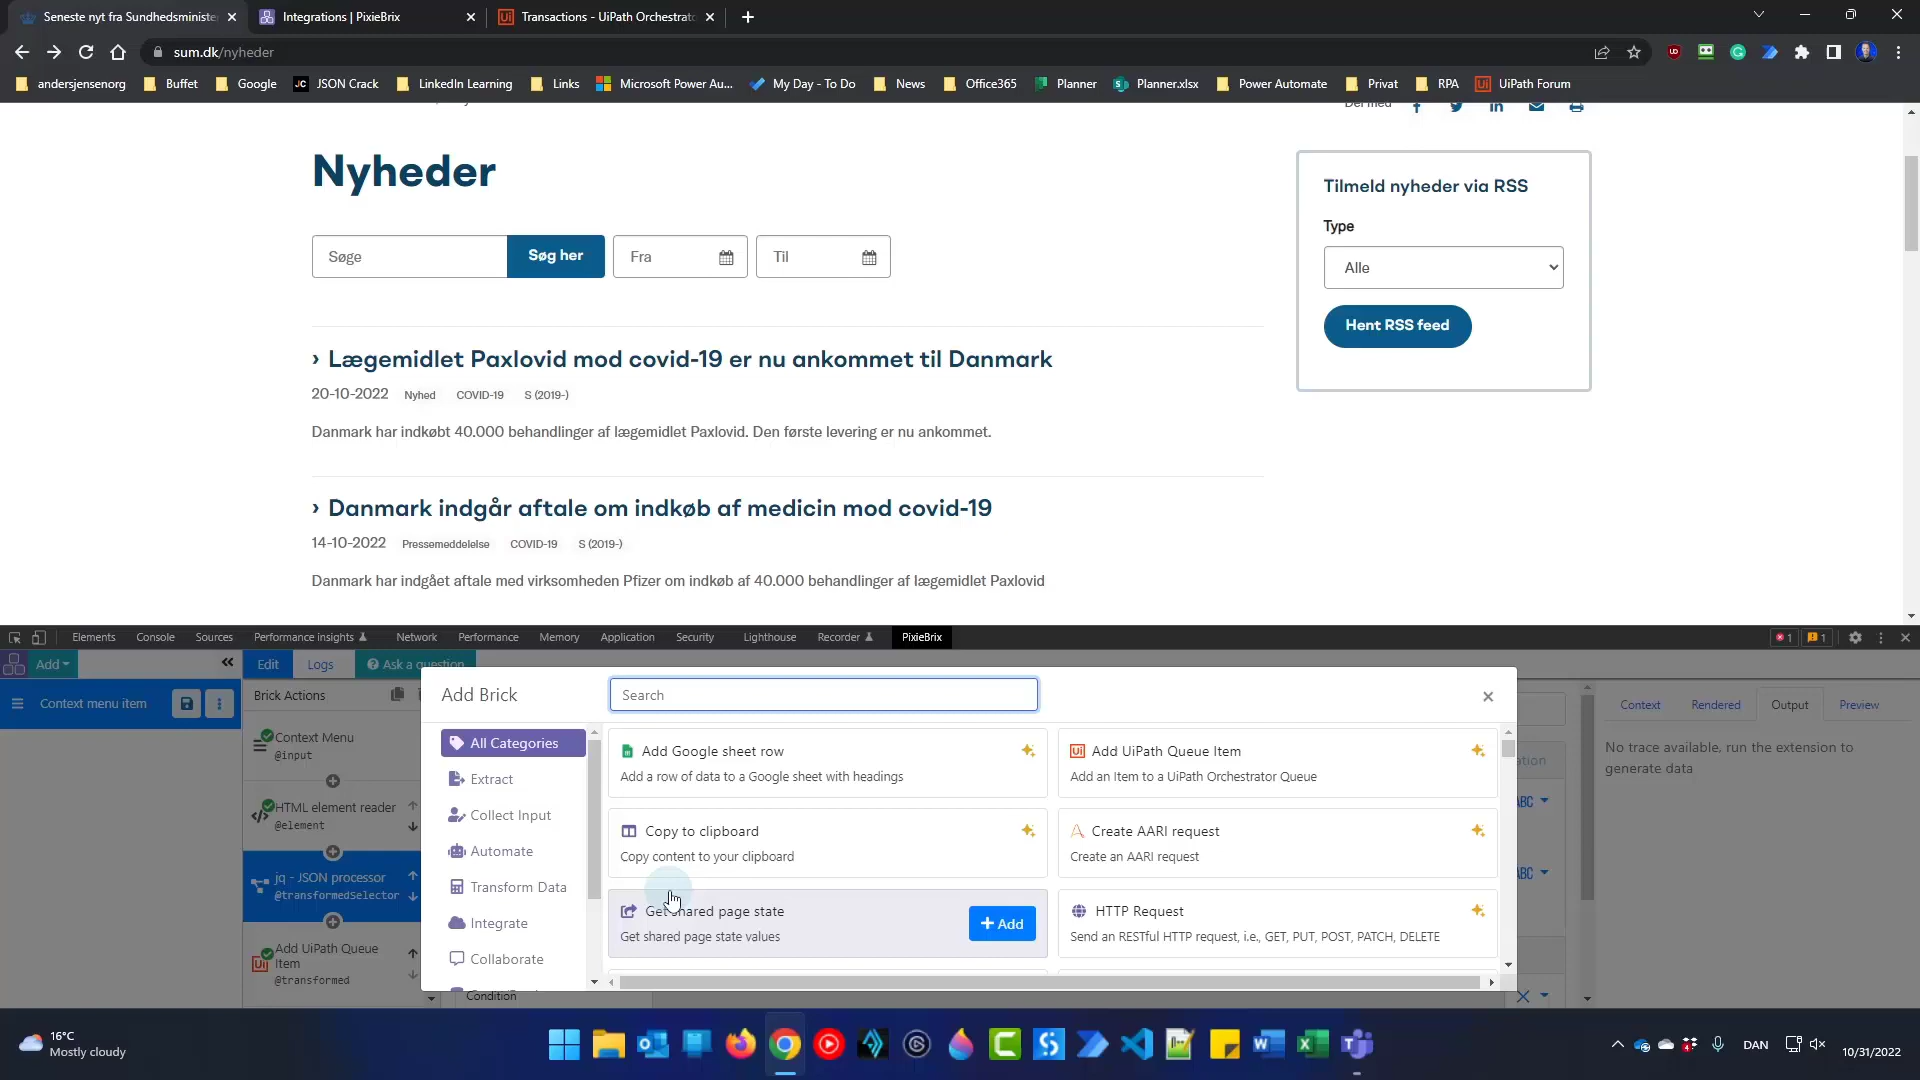 Seneste nyt fra Sundhedsministe
Integrations | PixieBrix
Transactions - UiPath Orchestrato
sum.dk/nyheder
andersjensenorg
Buffet
Google
JSON Crack
LinkedIn Learning
Links
Microsoft Power Au...
My Day - To Do
News
Office365
Planner
Planner.xlsx
Power Automate
Privat
RPA
UiPath Forum
Nyheder
Søge
Søg her
Fra
Til
Tilmeld nyheder via RSS
Type
Alle
Hent RSS feed
› Lægemidlet Paxlovid mod covid-19 er nu ankommet til Danmark
20-10-2022 Nyhed COVID-19 S (2019-)
Danmark har indkøbt 40.000 behandlinger af lægemidlet Paxlovid. Den første levering er nu ankommet.
› Danmark indgår aftale om indkøb af medicin mod covid-19
14-10-2022 Pressemeddelelse COVID-19 S (2019-)
Danmark har indgået aftale med virksomheden Pfizer om indkøb af 40.000 behandlinger af lægemidlet Paxlovid
Elements
Console
Sources
Performance insights
Network
Performance
Memory
Application
Security
Lighthouse
Recorder
PixieBrix
1
1
Add
Edit
Logs
Ask a question
Context menu item
Brick Actions
Context Menu
@input
HTML element reader
@element
jq - JSON processor
@transformedSelector
Add UiPath Queue
Item
@transformed
Add Brick
Search
All Categories
Extract
Collect Input
Automate
Transform Data
Integrate
Collaborate
Condition
Add Google sheet row
Add a row of data to a Google sheet with headings
Add UiPath Queue Item
Add an Item to a UiPath Orchestrator Queue
Copy to clipboard
Copy content to your clipboard
Create AARI request
Create an AARI request
Get shared page state
Get shared page state values
Add
HTTP Request
Send an RESTful HTTP request, i.e., GET, PUT, POST, PATCH, DELETE
Context
Rendered
Output
Preview
No trace available, run the extension to
generate data
16°C
Mostly cloudy
DAN
10/31/2022